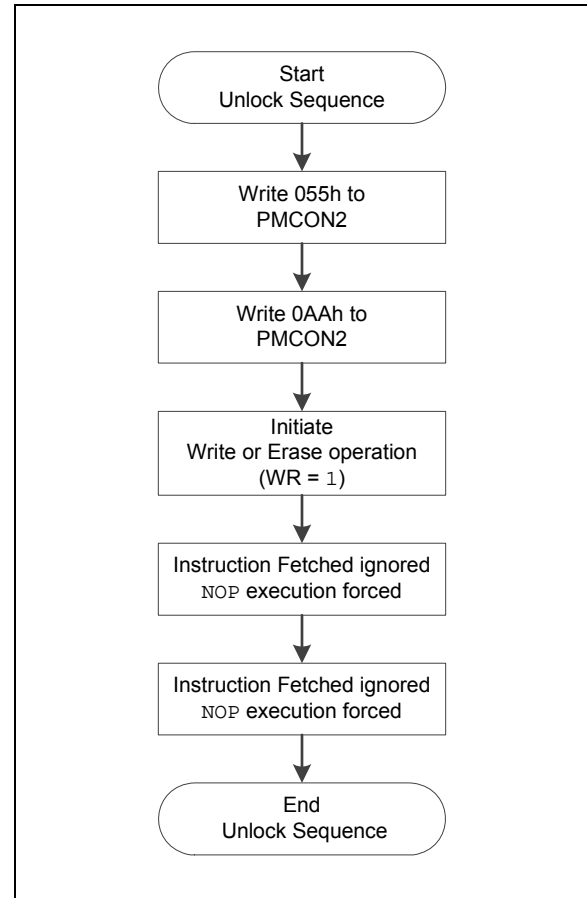 Start
Unlock Sequence
Write 055h to
PMCON2
Write 0AAh to
PMCON2
Initiate
Write or Erase operation
(WR = 1)
Instruction Fetched ignored
NOP execution forced
Instruction Fetched ignored
NOP execution forced
End
Unlock Sequence